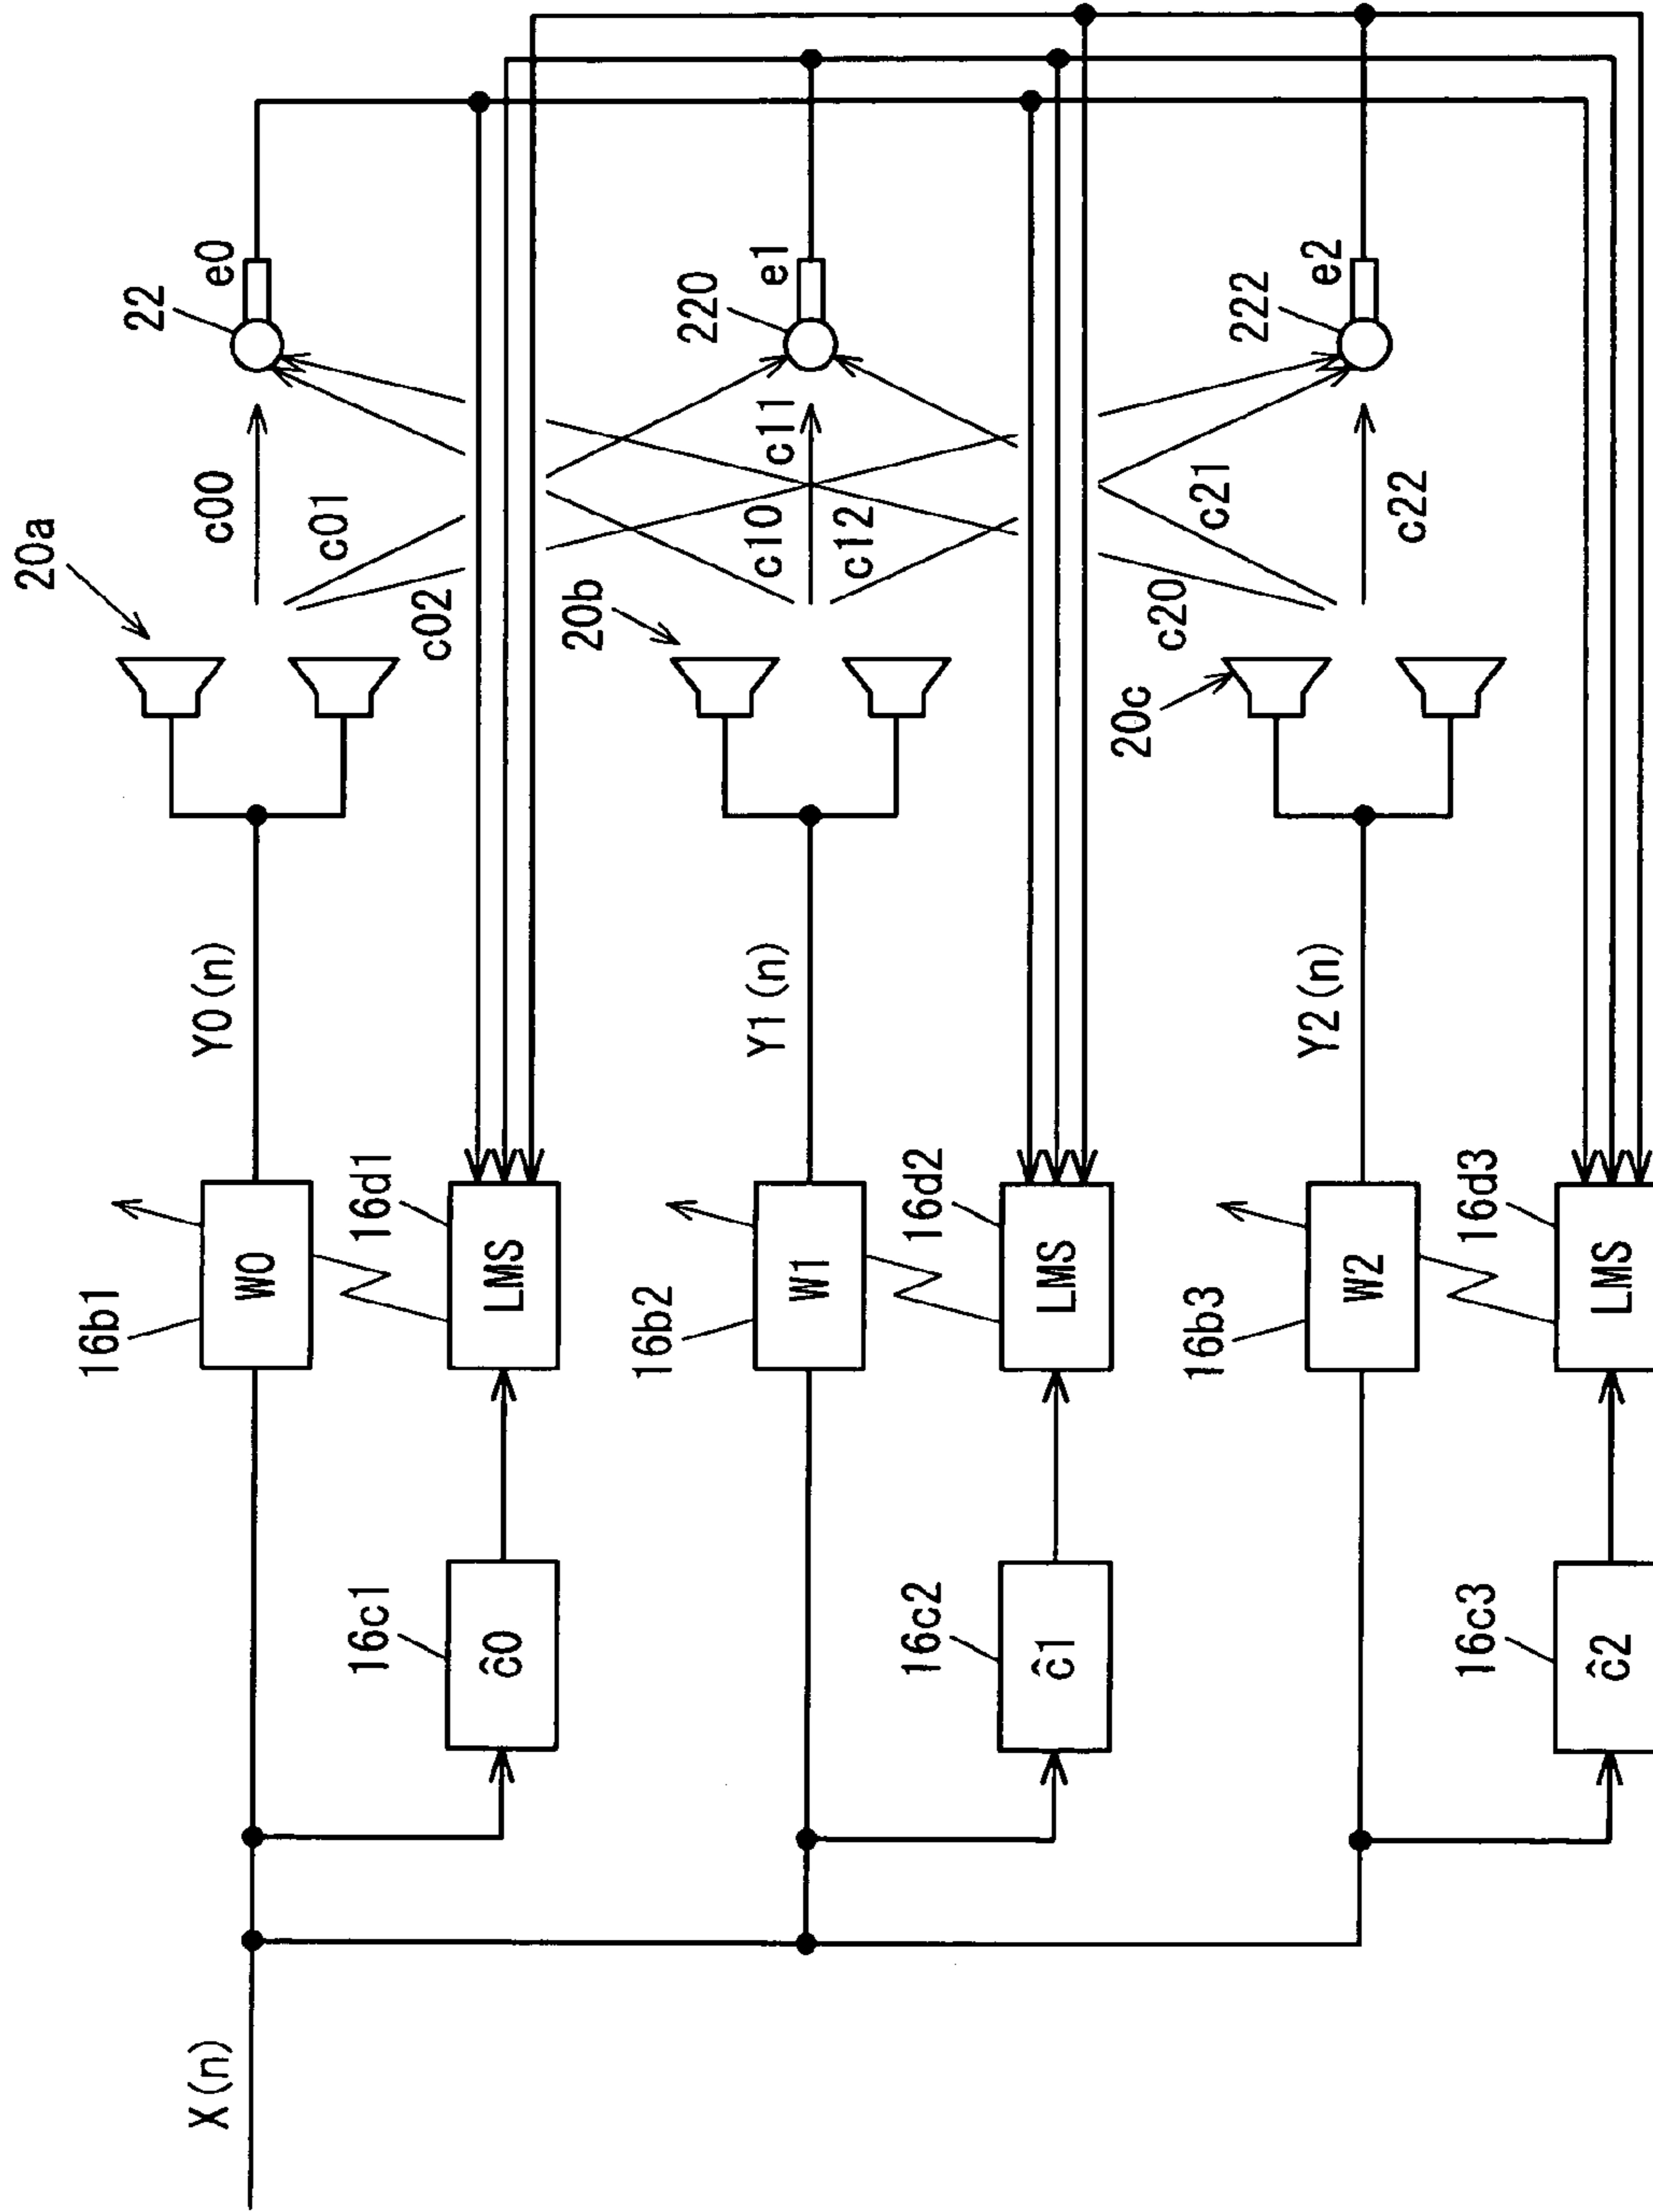 X(n)
16b1
W0
Y0(n)
20a
c00
22
e0
16c1
ĉ0
16d1
LMS
c01
c02
16b2
W1
Y1(n)
20b
c10
c11
c12
220
e1
16c2
ĉ1
16d2
LMS
16b3
W2
Y2(n)
20c
c20
c21
c22
222
e2
16c3
ĉ2
16d3
LMS